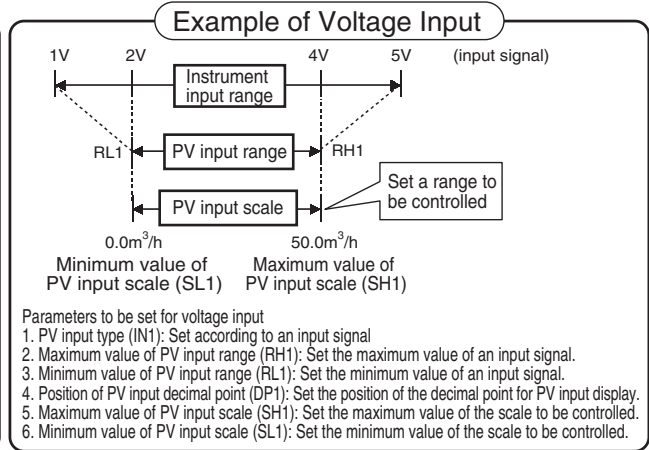 Example of Voltage Input
1V 2V 4V 5V (input signal)
Instrument
input range
RL1 PV input range RH1
Set a range to
be controlled
PV input scale
0.0m³/h 50.0m³/h
Minimum value of Maximum value of
PV input scale (SL1) PV input scale (SH1)
Parameters to be set for voltage input
1. PV input type (IN1): Set according to an input signal
2. Maximum value of PV input range (RH1): Set the maximum value of an input signal.
3. Minimum value of PV input range (RL1): Set the minimum value of an input signal.
4. Position of PV input decimal point (DP1): Set the position of the decimal point for PV input display.
5. Maximum value of PV input scale (SH1): Set the maximum value of the scale to be controlled.
6. Minimum value of PV input scale (SL1): Set the minimum value of the scale to be controlled.